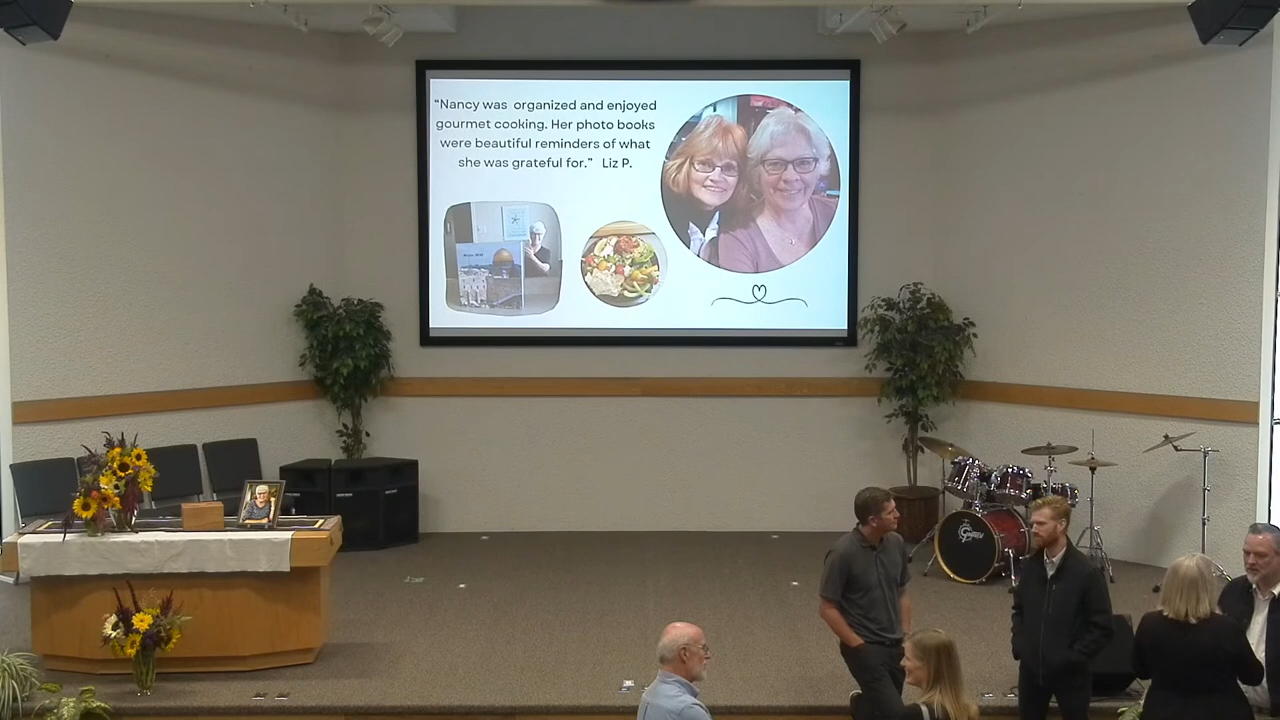 “Nancy was organized and enjoyed
gourmet cooking. Her photo books
were beautiful reminders of what
she was grateful for.” Liz P.
GRETSCH